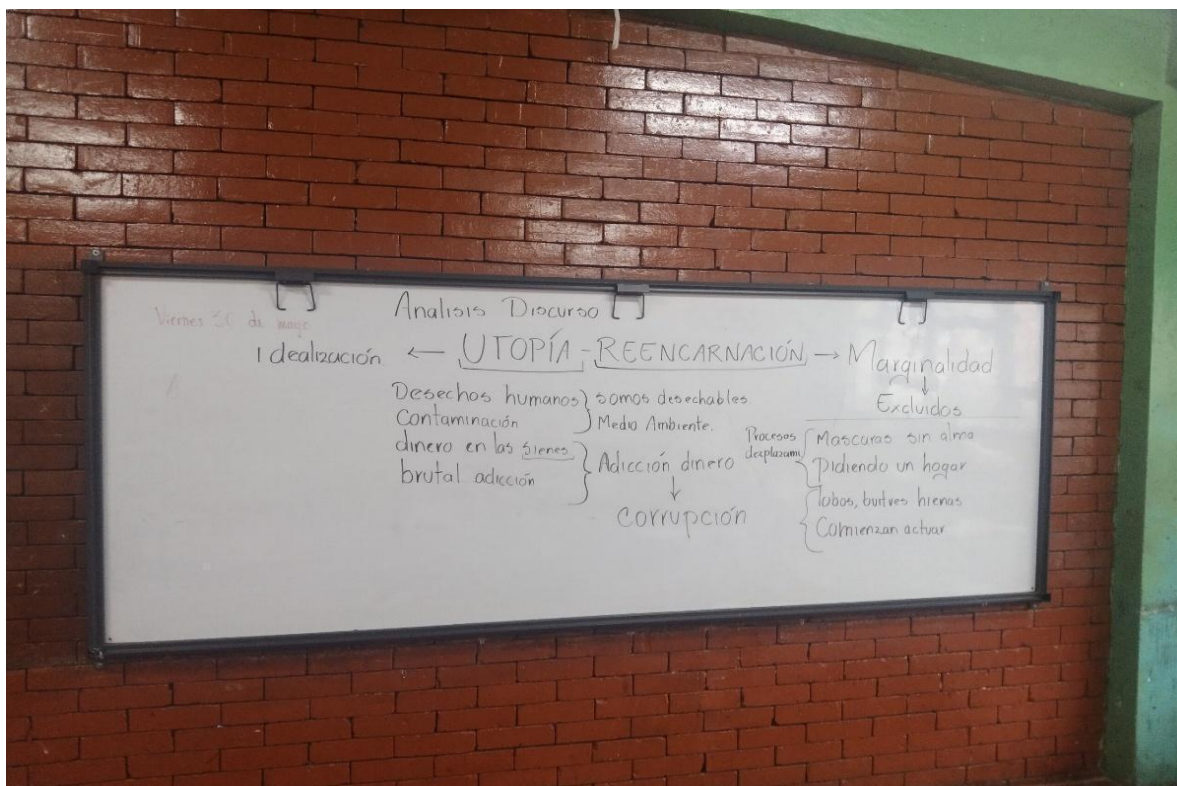 Analisis Discurso
Viernes de mayo
Idealización ← UTOPÍA - REENCARNACIÓN → Marginalidad
↓
Excluidos
Desechos humanos } somos desechables
Contaminación } Medio Ambiente.
dinero en las sienes } Adicción dinero
brutal adicción
↓
Corrupción
Procesos desplazami { Mascaras sin alma
Pidiendo un hogar
{ lobos, buitres hienas
Comienzan actuar